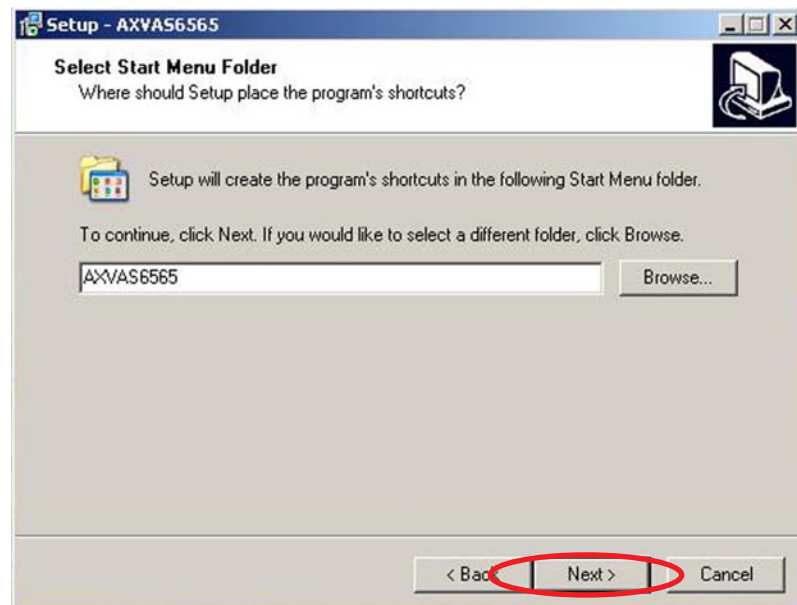 Setup - AXVAS6565
Select Start Menu Folder
Where should Setup place the program's shortcuts?
Setup will create the program's shortcuts in the following Start Menu folder.
To continue, click Next. If you would like to select a different folder, click Browse.
AXVAS6565
Browse...
< Back
Next >
Cancel